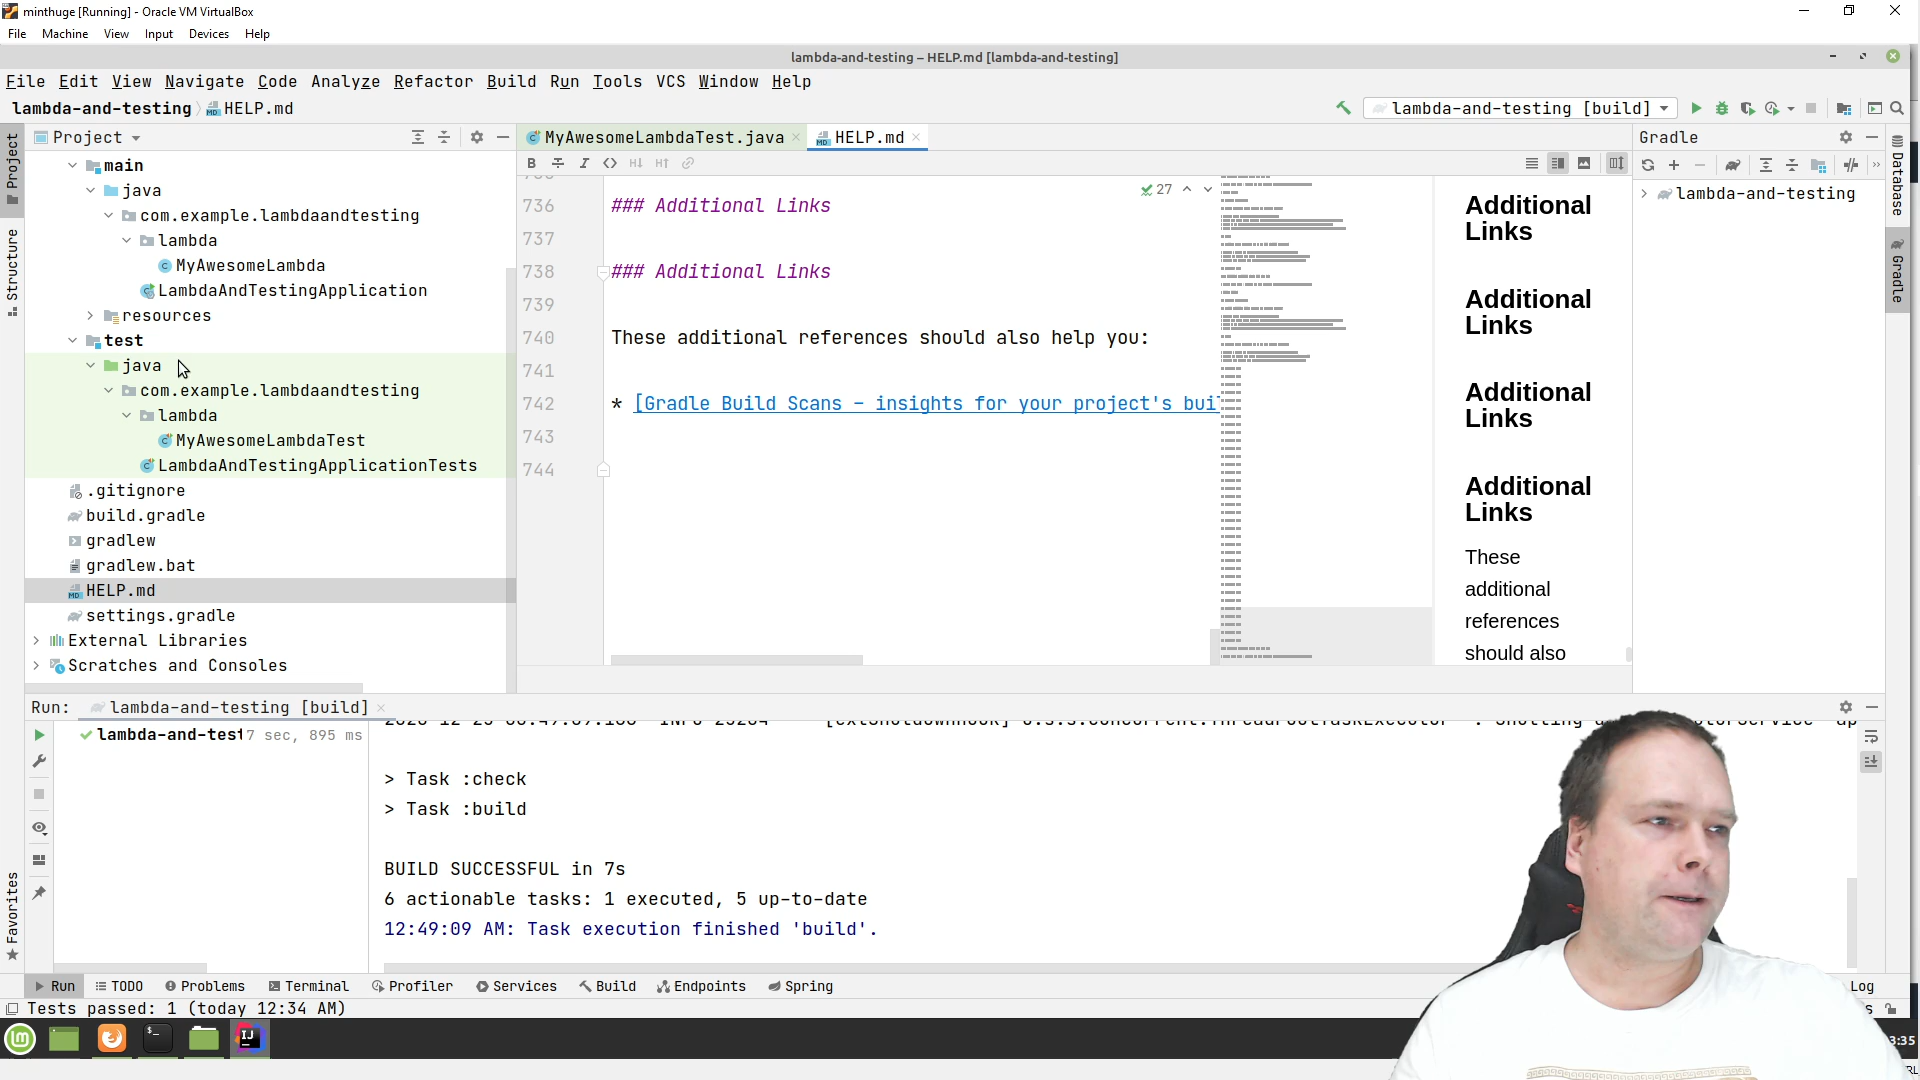 minthuge [Running] - Oracle VM VirtualBox
File Machine View Input Devices Help
lambda-and-testing – HELP.md [lambda-and-testing]
File Edit View Navigate Code Analyze Refactor Build Run Tools VCS Window Help
lambda-and-testing HELP.md
lambda-and-testing [build]
Project
MyAwesomeLambdaTest.java
HELP.md
Gradle
Project
Structure
Favorites
Database
Gradle
main
java
com.example.lambdaandtesting
lambda
MyAwesomeLambda
LambdaAndTestingApplication
resources
test
java
com.example.lambdaandtesting
lambda
MyAwesomeLambdaTest
LambdaAndTestingApplicationTests
.gitignore
build.gradle
gradlew
gradlew.bat
HELP.md
settings.gradle
External Libraries
Scratches and Consoles
27
736 ### Additional Links
737
738 ### Additional Links
739
740 These additional references should also help you:
741
742 * [Gradle Build Scans – insights for your project's bui
743
744
Additional
Links
Additional
Links
Additional
Links
Additional
Links
These
additional
references
should also
lambda-and-testing
Run: lambda-and-testing [build]
lambda-and-test 7 sec, 895 ms
> Task :check
> Task :build
BUILD SUCCESSFUL in 7s
6 actionable tasks: 1 executed, 5 up-to-date
12:49:09 AM: Task execution finished 'build'.
Run TODO Problems Terminal Profiler Services Build Endpoints Spring
Log
Tests passed: 1 (today 12:34 AM)
3:35